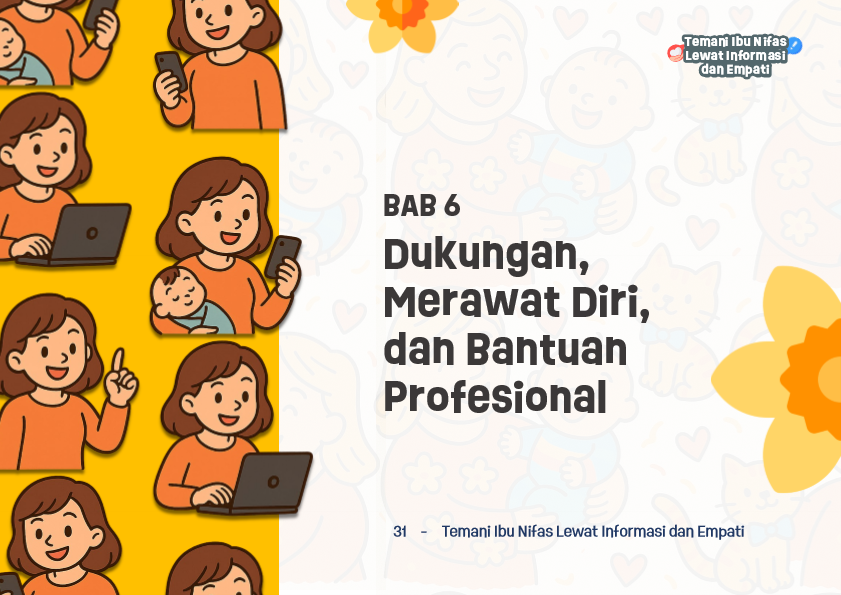 Temani Ibu Nifas
Lewat Informasi
dan Empati
BAB 6
Dukungan,
Merawat Diri,
dan Bantuan
Profesional
31 - Temani Ibu Nifas Lewat Informasi dan Empati